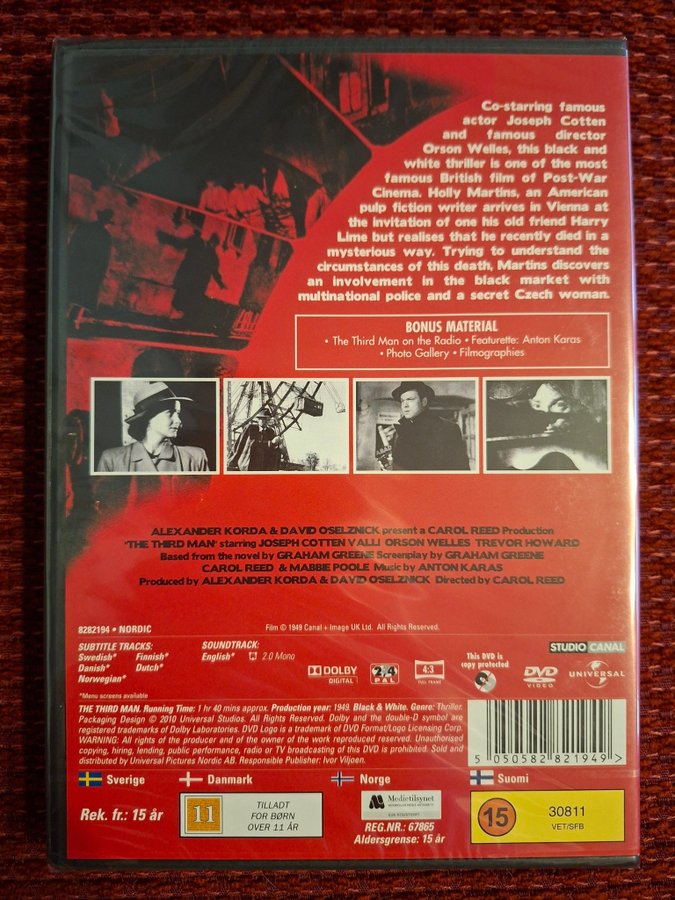 Co-starring famous
actor Joseph Cotten
and famous director
Orson Welles, this black and
white thriller is one of the most
famous British film of Post-War
Cinema. Holly Martins, an American
pulp fiction writer arrives in Vienna at
the invitation of one his old friend Harry
Lime but realises that he recently died in a
mysterious way. Trying to understand the
circumstances of this death, Martins discovers
an involvement in the black market with
multinational police and a secret Czech woman.
BONUS MATERIAL
• The Third Man on the Radio • Featurette: Anton Karas
• Photo Gallery • Filmographies
ALEXANDER KORDA & DAVID O'SELZNICK present a CAROL REED Production
'THE THIRD MAN' starring JOSEPH COTTEN VALLI ORSON WELLES TREVOR HOWARD
Based from the novel by GRAHAM GREENE Screenplay by GRAHAM GREENE
CAROL REED & MABBIE POOLE Music by ANTON KARAS
Produced by ALEXANDER KORDA & DAVID OSELZNICK Directed by CAROL REED
8282194 • NORDIC
Film © 1949 Canal + Image UK Ltd. All Rights Reserved.
SUBTITLE TRACKS:
Swedish* Finnish*
Danish* Dutch*
Norwegian*
*Menu screens available
SOUNDTRACK:
English* 2.0 Mono
DOLBY
DIGITAL
2,4
PAL
4:3
FULL FRAME
This DVD is
copy protected
STUDIO CANAL
DVD
VIDEO
UNIVERSAL
THE THIRD MAN. Running Time: 1 hr 40 mins approx. Production year: 1949. Black & White. Genre: Thriller.
Packaging Design © 2010 Universal Studios. All Rights Reserved. Dolby and the double-D symbol are
registered trademarks of Dolby Laboratories. DVD Logo is a trademark of DVD Format/Logo Licensing Corp.
WARNING: All rights of the producer and of the owner of the work reproduced reserved. Unauthorised
copying, hiring, lending, public performance, radio or TV broadcasting of this DVD is prohibited. Sold and
distributed by Universal Pictures Nordic AB. Responsible Publisher: Ivor Viljoen.
5 050582 821949 >
Sverige
Danmark
Norge
Suomi
Rek. fr.: 15 år
11
TILLADT
FOR BØRN
OVER 11 ÅR
Medietilsynet
REG.NR.: 67865
Aldersgrense: 15 år
15
30811
VET/SFB